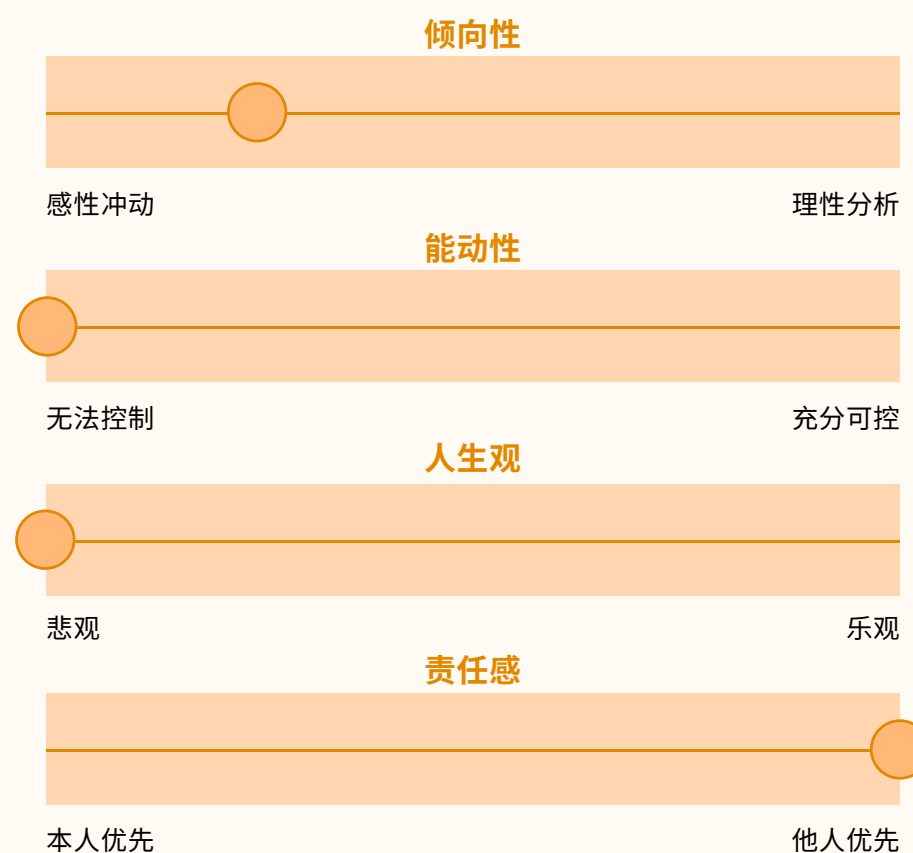 倾向性
感性冲动 理性分析
能动性
无法控制 充分可控
人生观
悲观 乐观
责任感
本人优先 他人优先